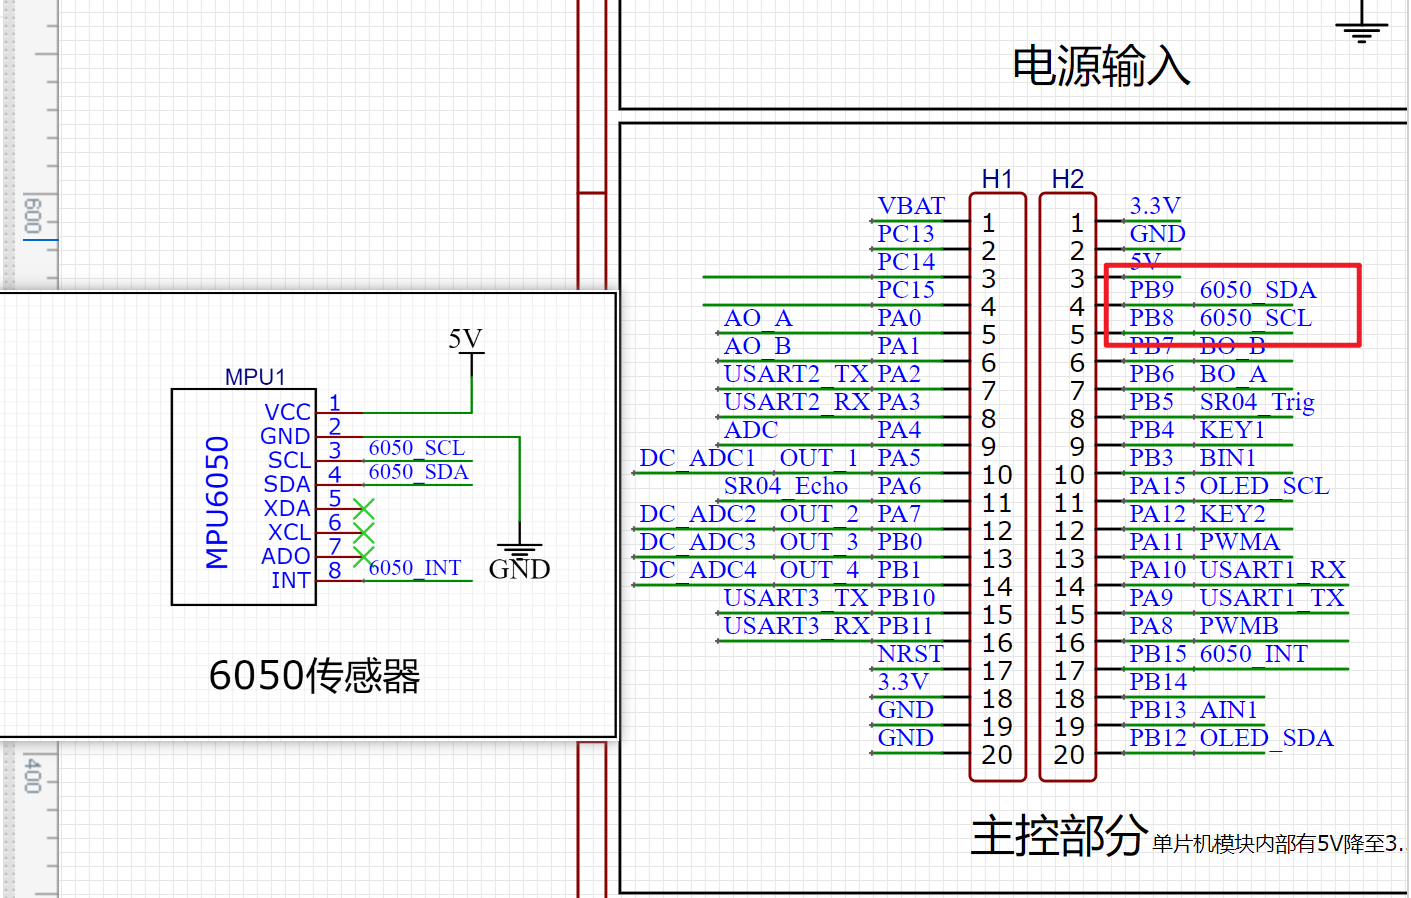 电源输入
600
400
MPU1
MPU6050
5V
VCC 1
GND 2
SCL 3 6050_SCL
SDA 4 6050_SDA
XDA 5
XCL 6
ADO 7
INT 8 6050_INT
GND
6050传感器
H1 H2
VBAT 1 1 3.3V
PC13 2 2 GND
PC14 3 3 5V
PC15 4 4 PB9 6050_SDA
AO_A PA0 5 5 PB8 6050_SCL
AO_B PA1 6 6 PB7 BO_B
USART2_TX PA2 7 7 PB6 BO_A
USART2_RX PA3 8 8 PB5 SR04_Trig
ADC PA4 9 9 PB4 KEY1
DC_ADC1 OUT_1 PA5 10 10 PB3 BIN1
SR04_Echo PA6 11 11 PA15 OLED_SCL
DC_ADC2 OUT_2 PA7 12 12 PA12 KEY2
DC_ADC3 OUT_3 PB0 13 13 PA11 PWMA
DC_ADC4 OUT_4 PB1 14 14 PA10 USART1_RX
USART3_TX PB10 15 15 PA9 USART1_TX
USART3_RX PB11 16 16 PA8 PWMB
NRST 17 17 PB15 6050_INT
3.3V 18 18 PB14
GND 19 19 PB13 AIN1
GND 20 20 PB12 OLED_SDA
主控部分 单片机模块内部有5V降至3.